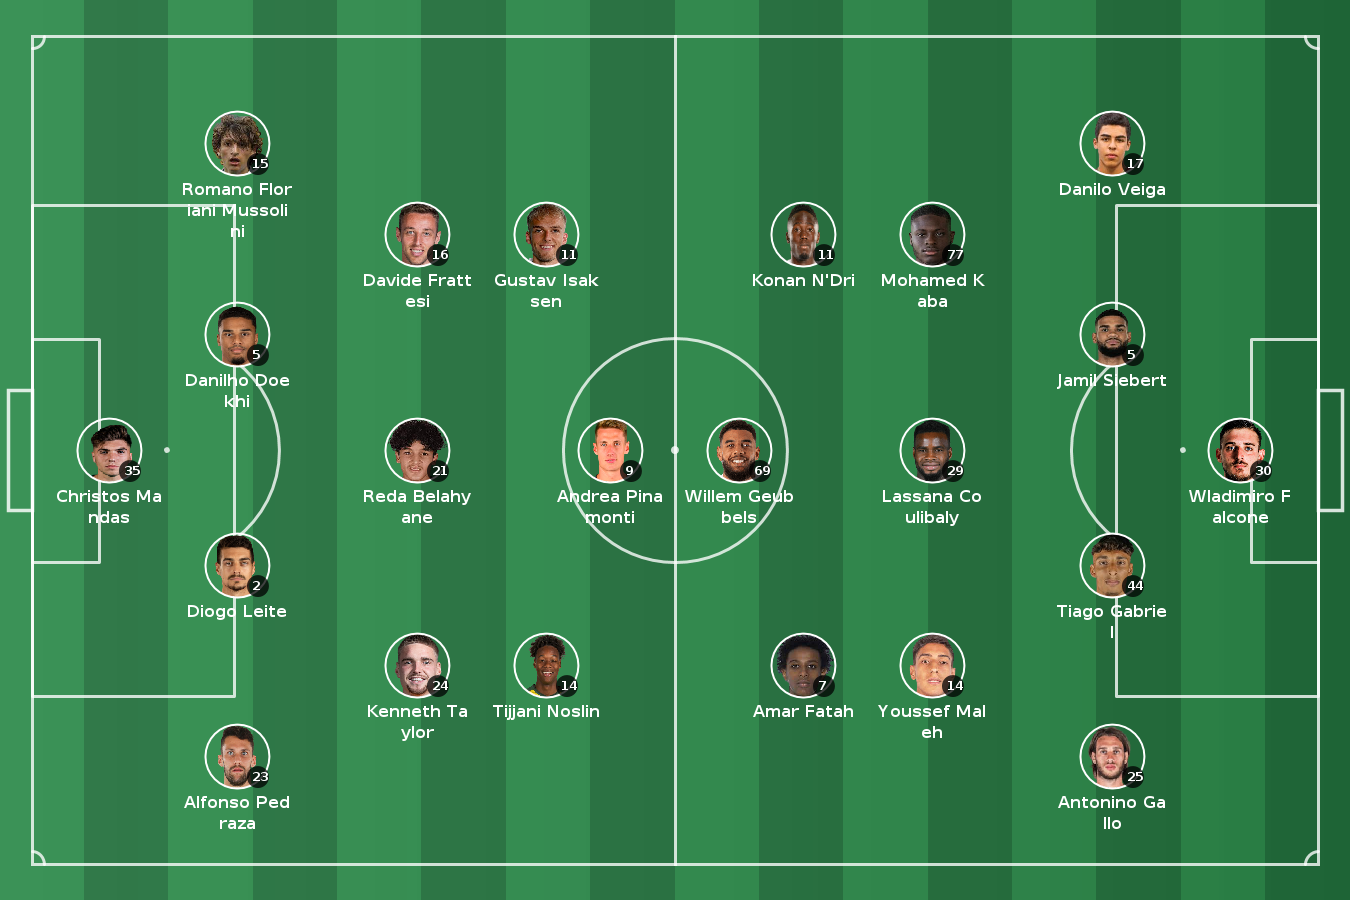 15
Romano Flor
iani Mussoli
ni
16
Davide Fratt
esi
11
Gustav Isak
sen
5
Danilho Doe
khi
35
Christos Ma
ndas
21
Reda Belahy
ane
9
Andrea Pina
monti
2
Diogo Leite
24
Kenneth Ta
ylor
14
Tijjani Noslin
23
Alfonso Ped
raza
17
Danilo Veiga
11
Konan N'Dri
77
Mohamed K
aba
5
Jamil Siebert
69
Willem Geub
bels
29
Lassana Co
ulibaly
30
Wladimiro F
alcone
44
Tiago Gabrie
l
7
Amar Fatah
14
Youssef Mal
eh
25
Antonino Ga
llo